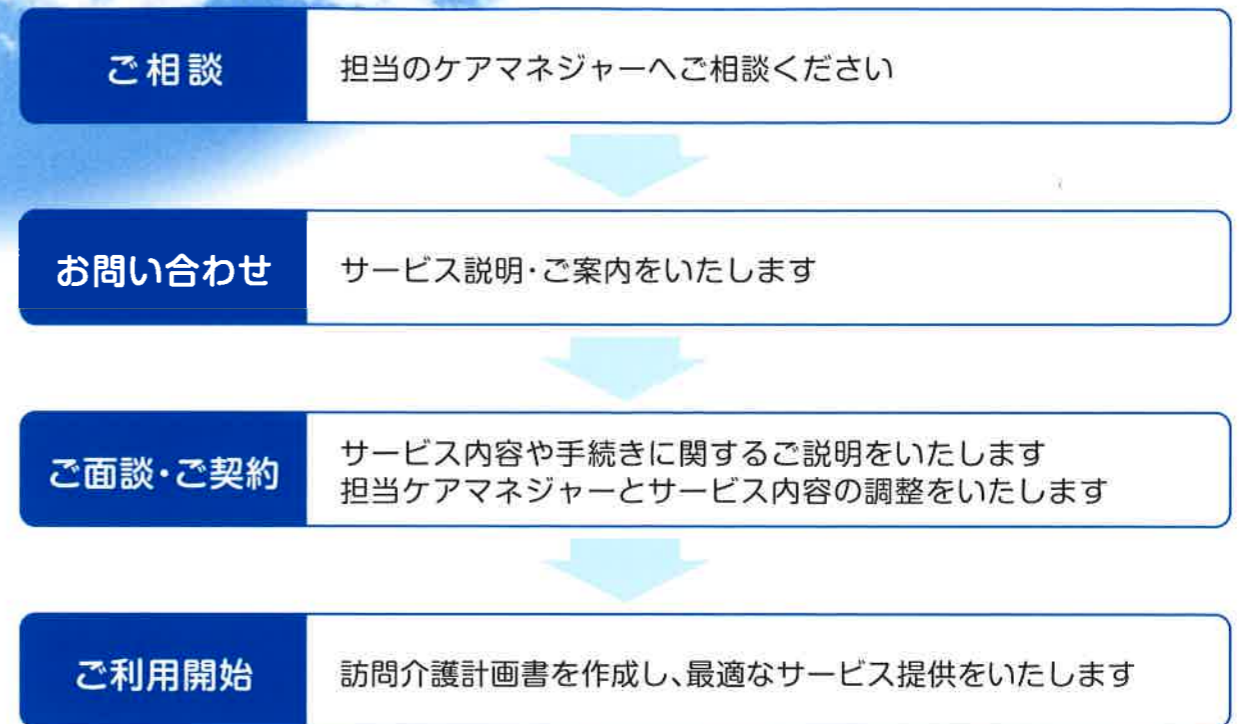 ご相談
担当のケアマネジャーへご相談ください
お問い合わせ
サービス説明・ご案内をいたします
ご面談・ご契約
サービス内容や手続きに関するご説明をいたします
担当ケアマネジャーとサービス内容の調整をいたします
ご利用開始
訪問介護計画書を作成し、最適なサービス提供をいたします